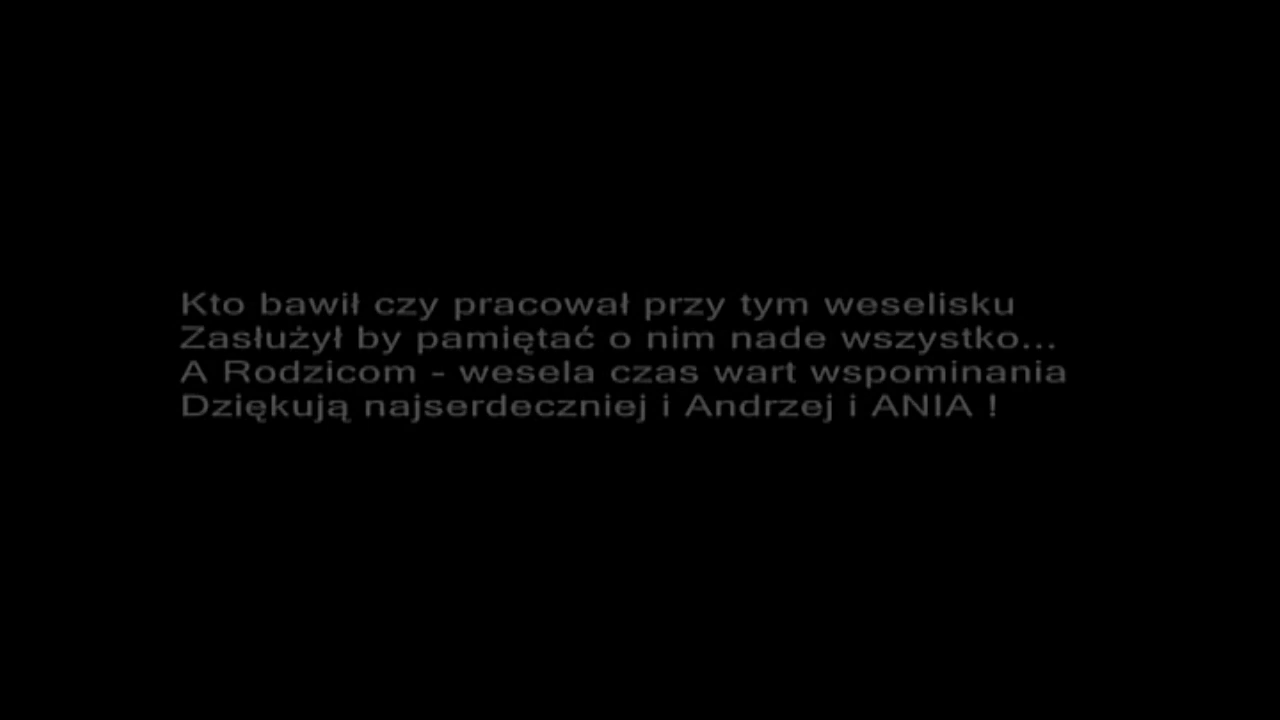 Kto bawił czy pracował przy tym weselisku
Zasłużył by pamiętać o nim nade wszystko...
A Rodzicom - wesela czas wart wspominania
Dziękują najserdeczniej i Andrzej i ANIA !